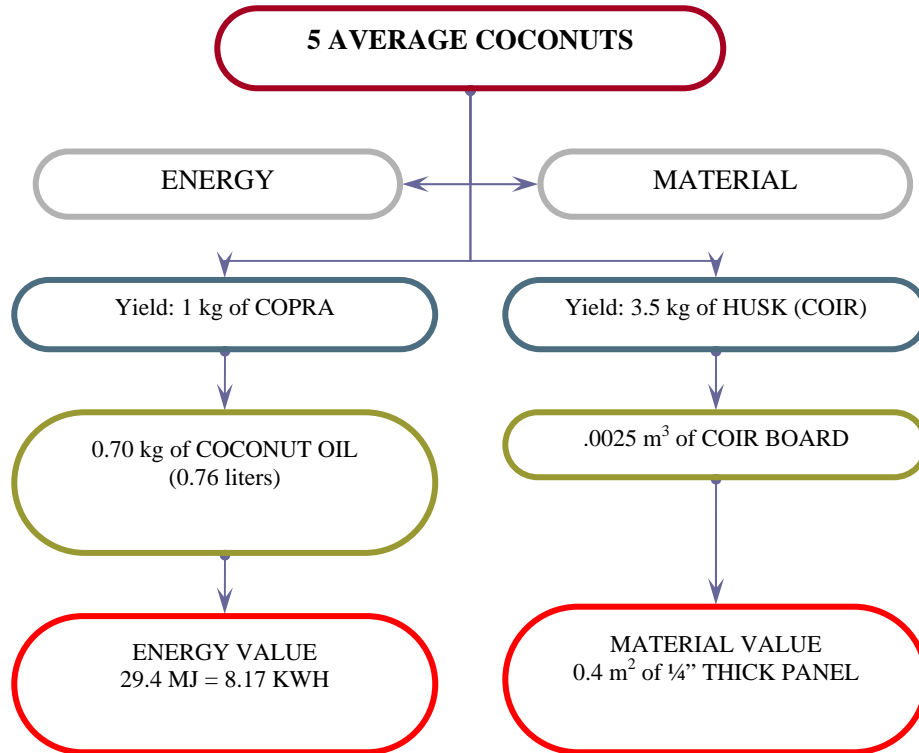 5 AVERAGE COCONUTS
ENERGY
MATERIAL
Yield: 1 kg of COPRA
Yield: 3.5 kg of HUSK (COIR)
0.70 kg of COCONUT OIL
(0.76 liters)
.0025 m³ of COIR BOARD
ENERGY VALUE
29.4 MJ = 8.17 KWH
MATERIAL VALUE
0.4 m² of ¼” THICK PANEL